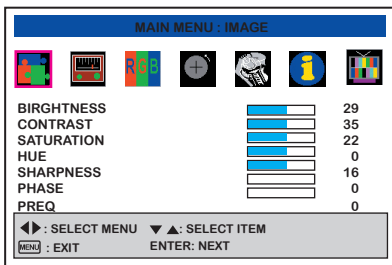 MAIN MENU : IMAGE
RGB
BIRGHTNESS 29
CONTRAST 35
SATURATION 22
HUE 0
SHARPNESS 16
PHASE 0
PREQ 0
◀▶ : SELECT MENU ▼ ▲: SELECT ITEM
MENU : EXIT ENTER: NEXT